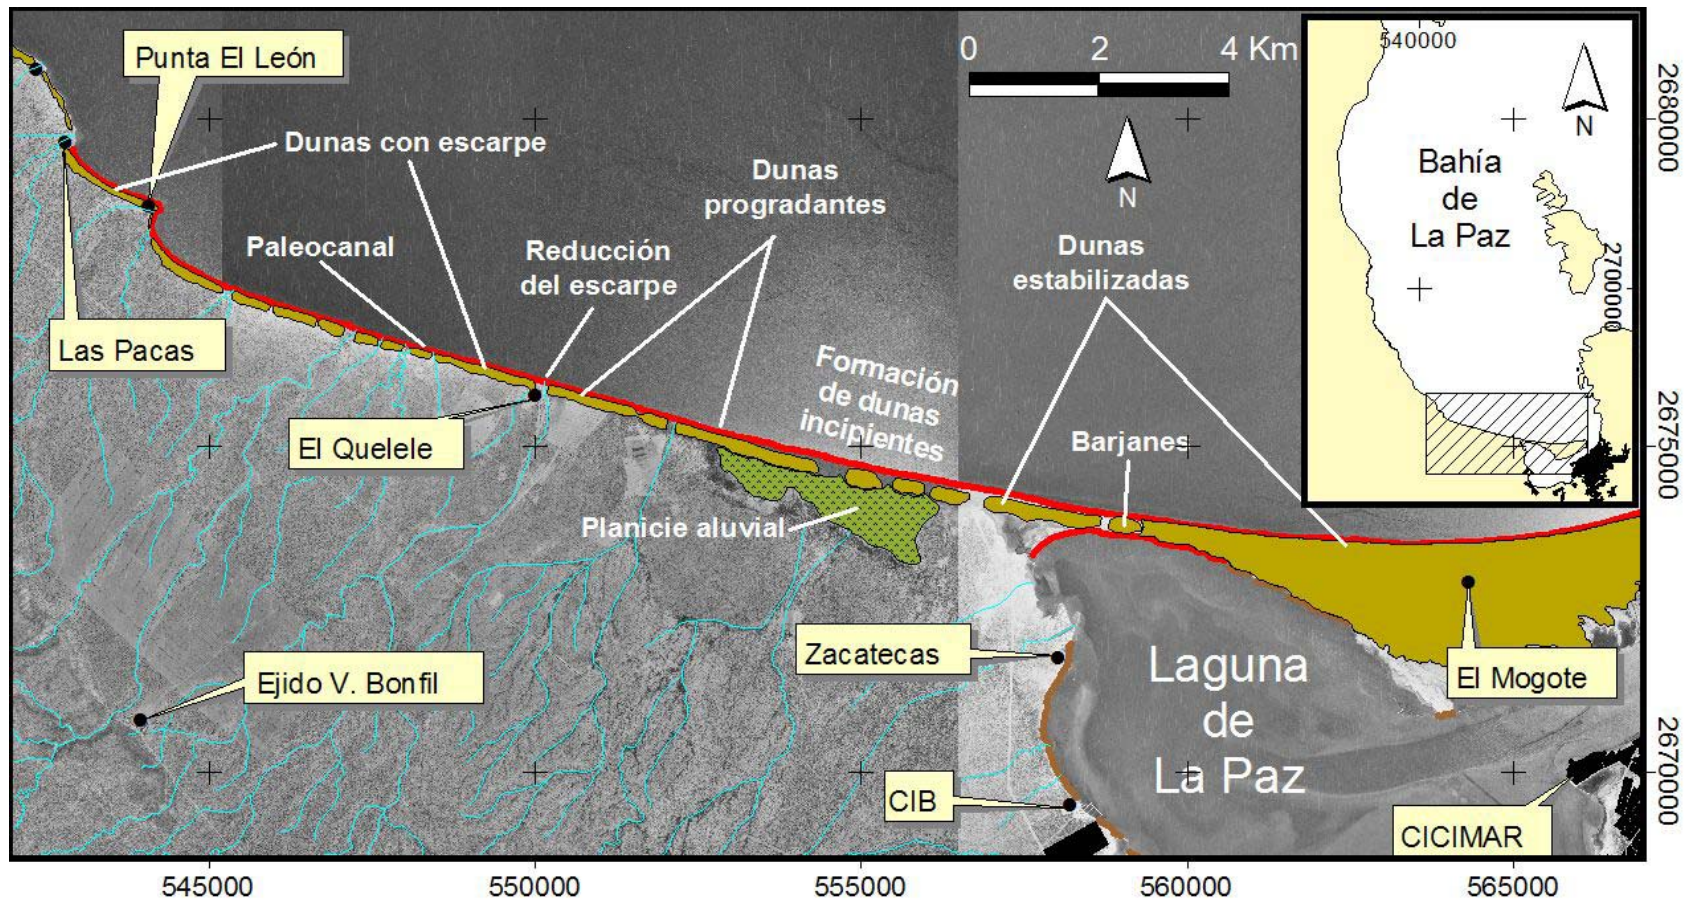 Punta El León
Dunas con escarpe
Paleocanal
Reducción
del escarpe
Dunas
progradantes
Las Pacas
El Quelele
0 2 4 Km
N
Dunas
estabilizadas
Formación
de dunas
incipientes
Barjanes
Planicie aluvial
Ejido V. Bonfil
Zacatecas
CIB
Laguna
de
La Paz
El Mogote
CICIMAR
540000
N
Bahía
de
La Paz
2700000
2680000
2675000
2670000
545000
550000
555000
560000
565000